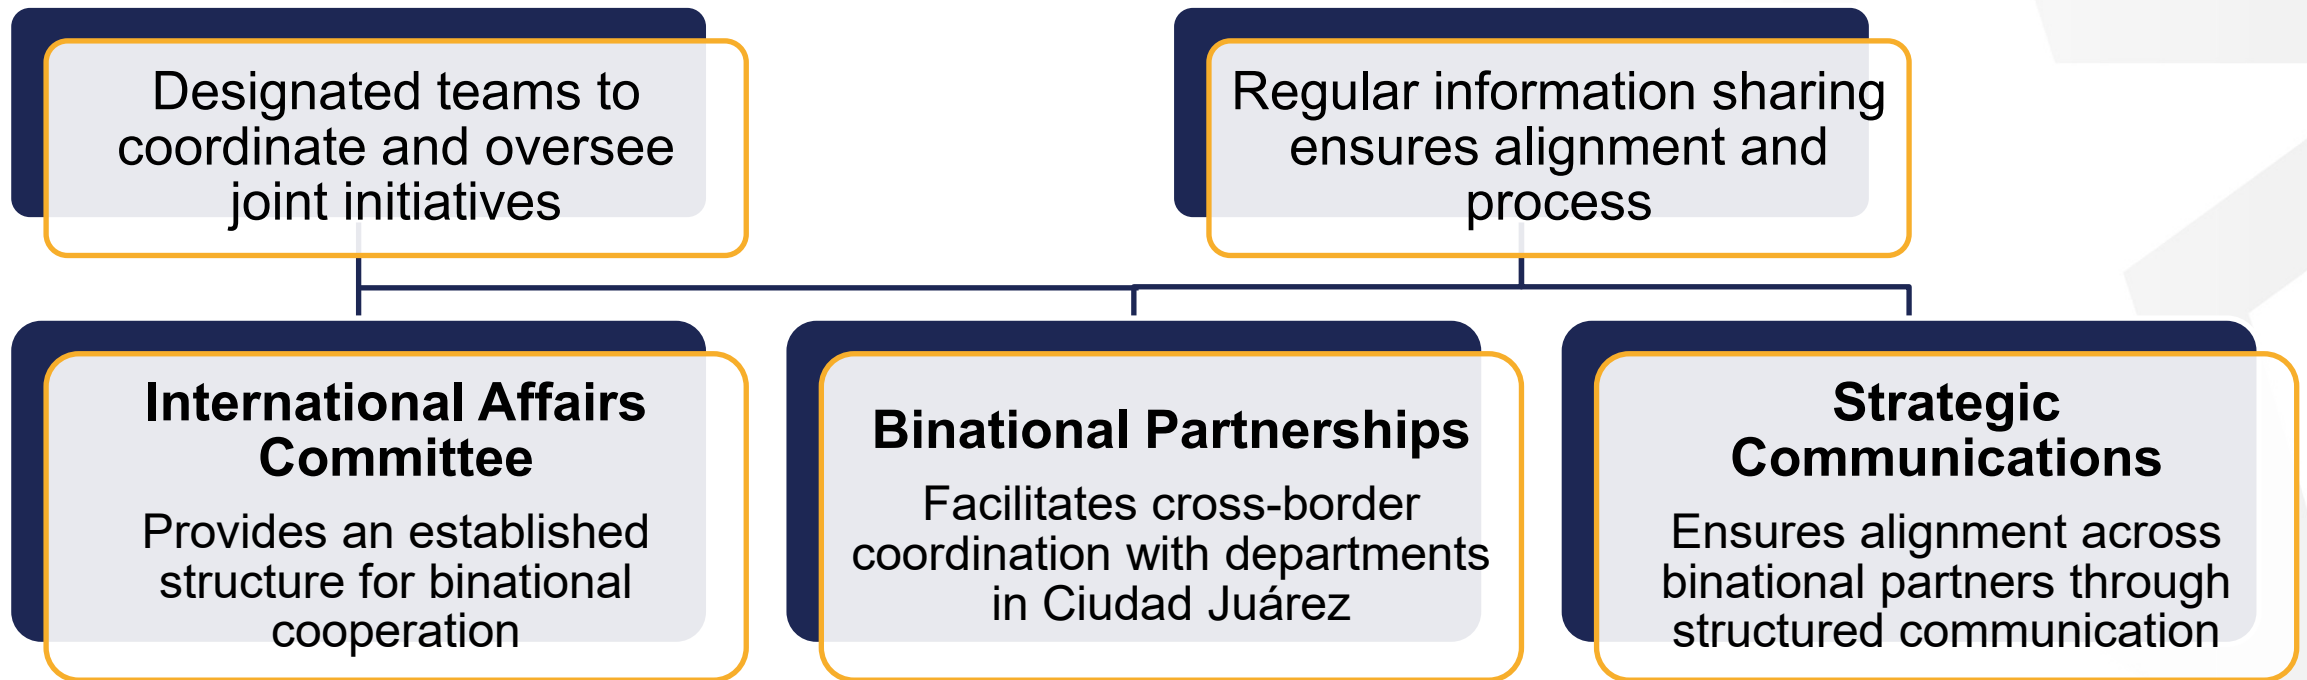 Designated teams to
coordinate and oversee
joint initiatives
Regular information sharing
ensures alignment and
process
International Affairs
Committee
Provides an established
structure for binational
cooperation
Binational Partnerships
Facilitates cross-border
coordination with departments
in Ciudad Juárez
Strategic
Communications
Ensures alignment across
binational partners through
structured communication